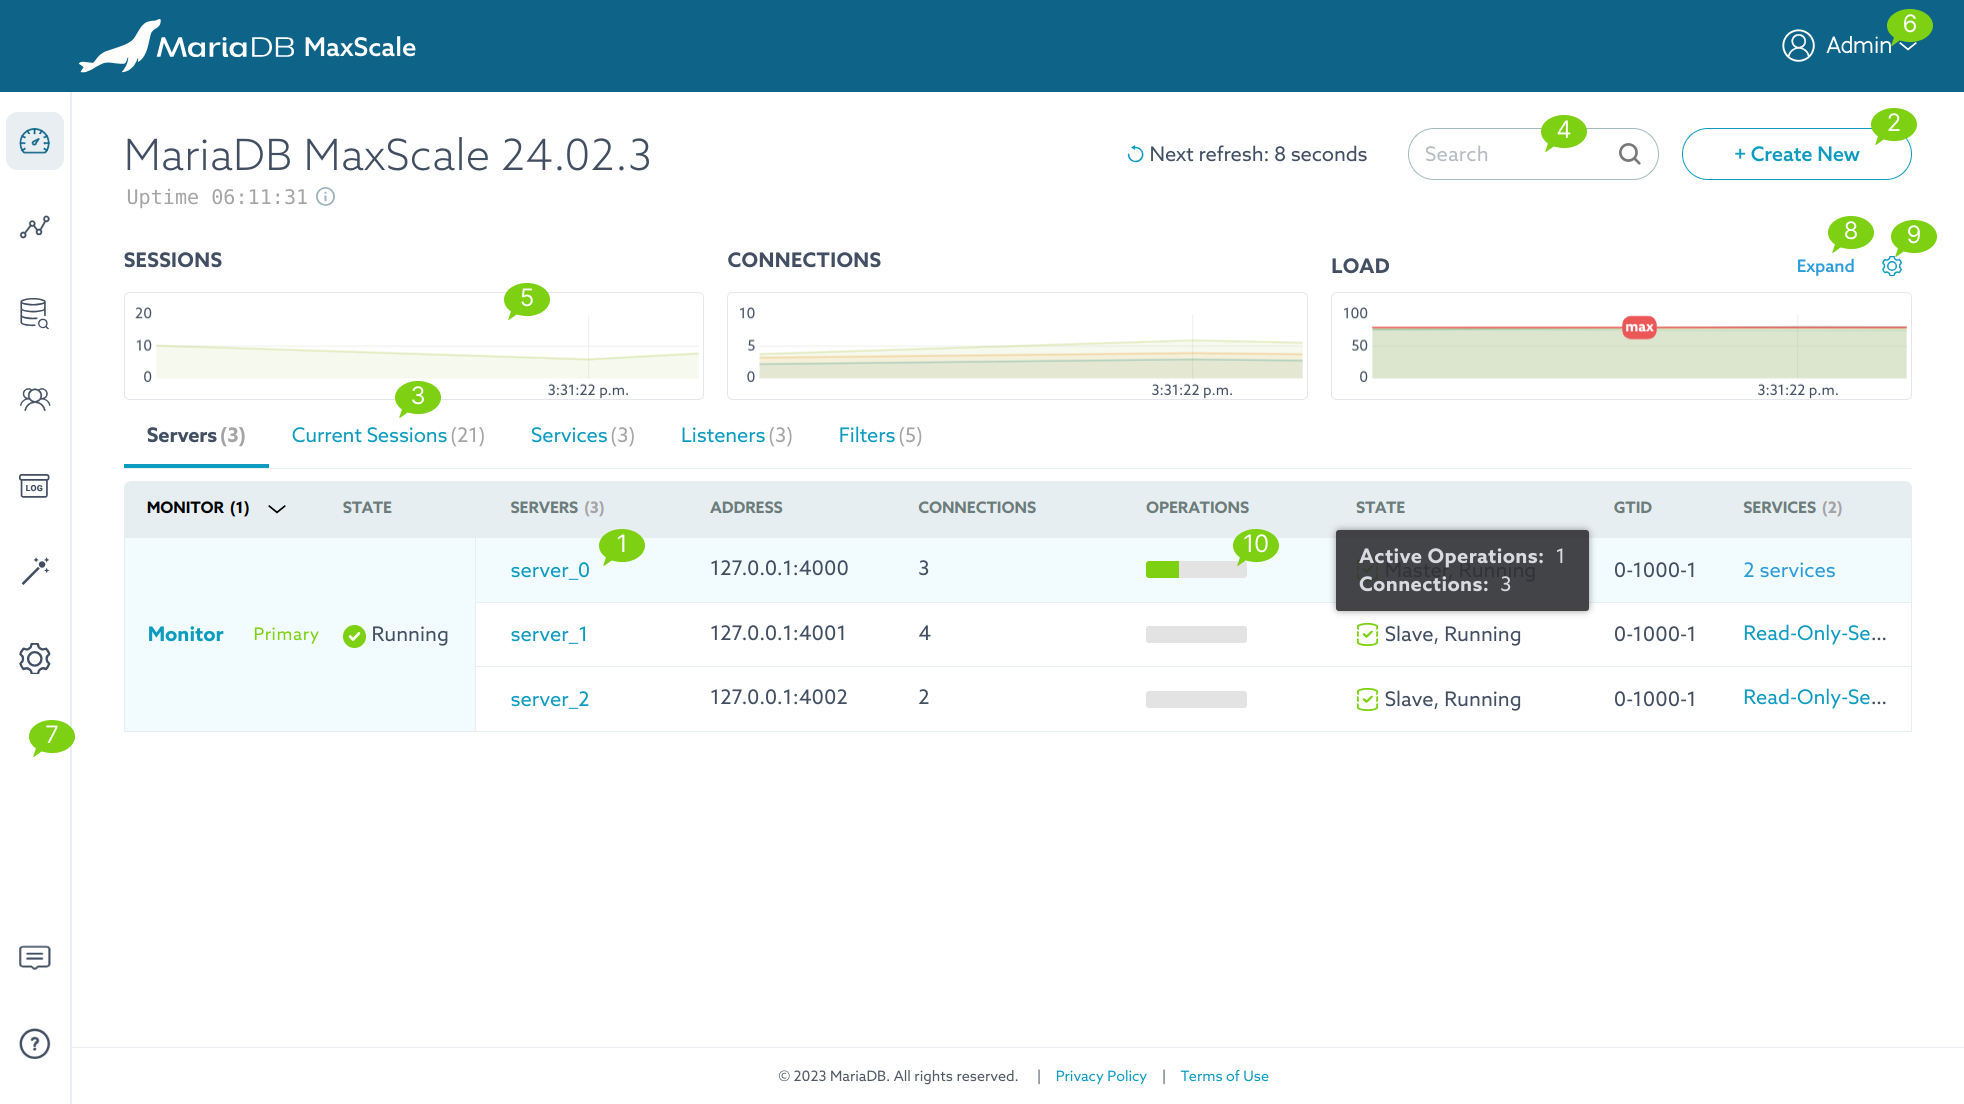 MariaDB MaxScale
Admin
6
MariaDB MaxScale 24.02.3
Uptime 06:11:31
Next refresh: 8 seconds
Search
4
+ Create New
2
SESSIONS
CONNECTIONS
LOAD
Expand
8
9
20
10
0
3:31:22 p.m.
5
10
5
0
3:31:22 p.m.
100
50
0
max
3:31:22 p.m.
3
Servers (3)
Current Sessions (21)
Services (3)
Listeners (3)
Filters (5)
MONITOR (1) STATE SERVERS (3) ADDRESS CONNECTIONS OPERATIONS STATE GTID SERVICES (2)
1
10
server_0 127.0.0.1:4000 3 Master, Running 0-1000-1 2 services
Active Operations: 1
Connections: 3
Monitor Primary Running server_1 127.0.0.1:4001 4 Slave, Running 0-1000-1 Read-Only-Se...
server_2 127.0.0.1:4002 2 Slave, Running 0-1000-1 Read-Only-Se...
LOG
7
?
© 2023 MariaDB. All rights reserved. | Privacy Policy | Terms of Use